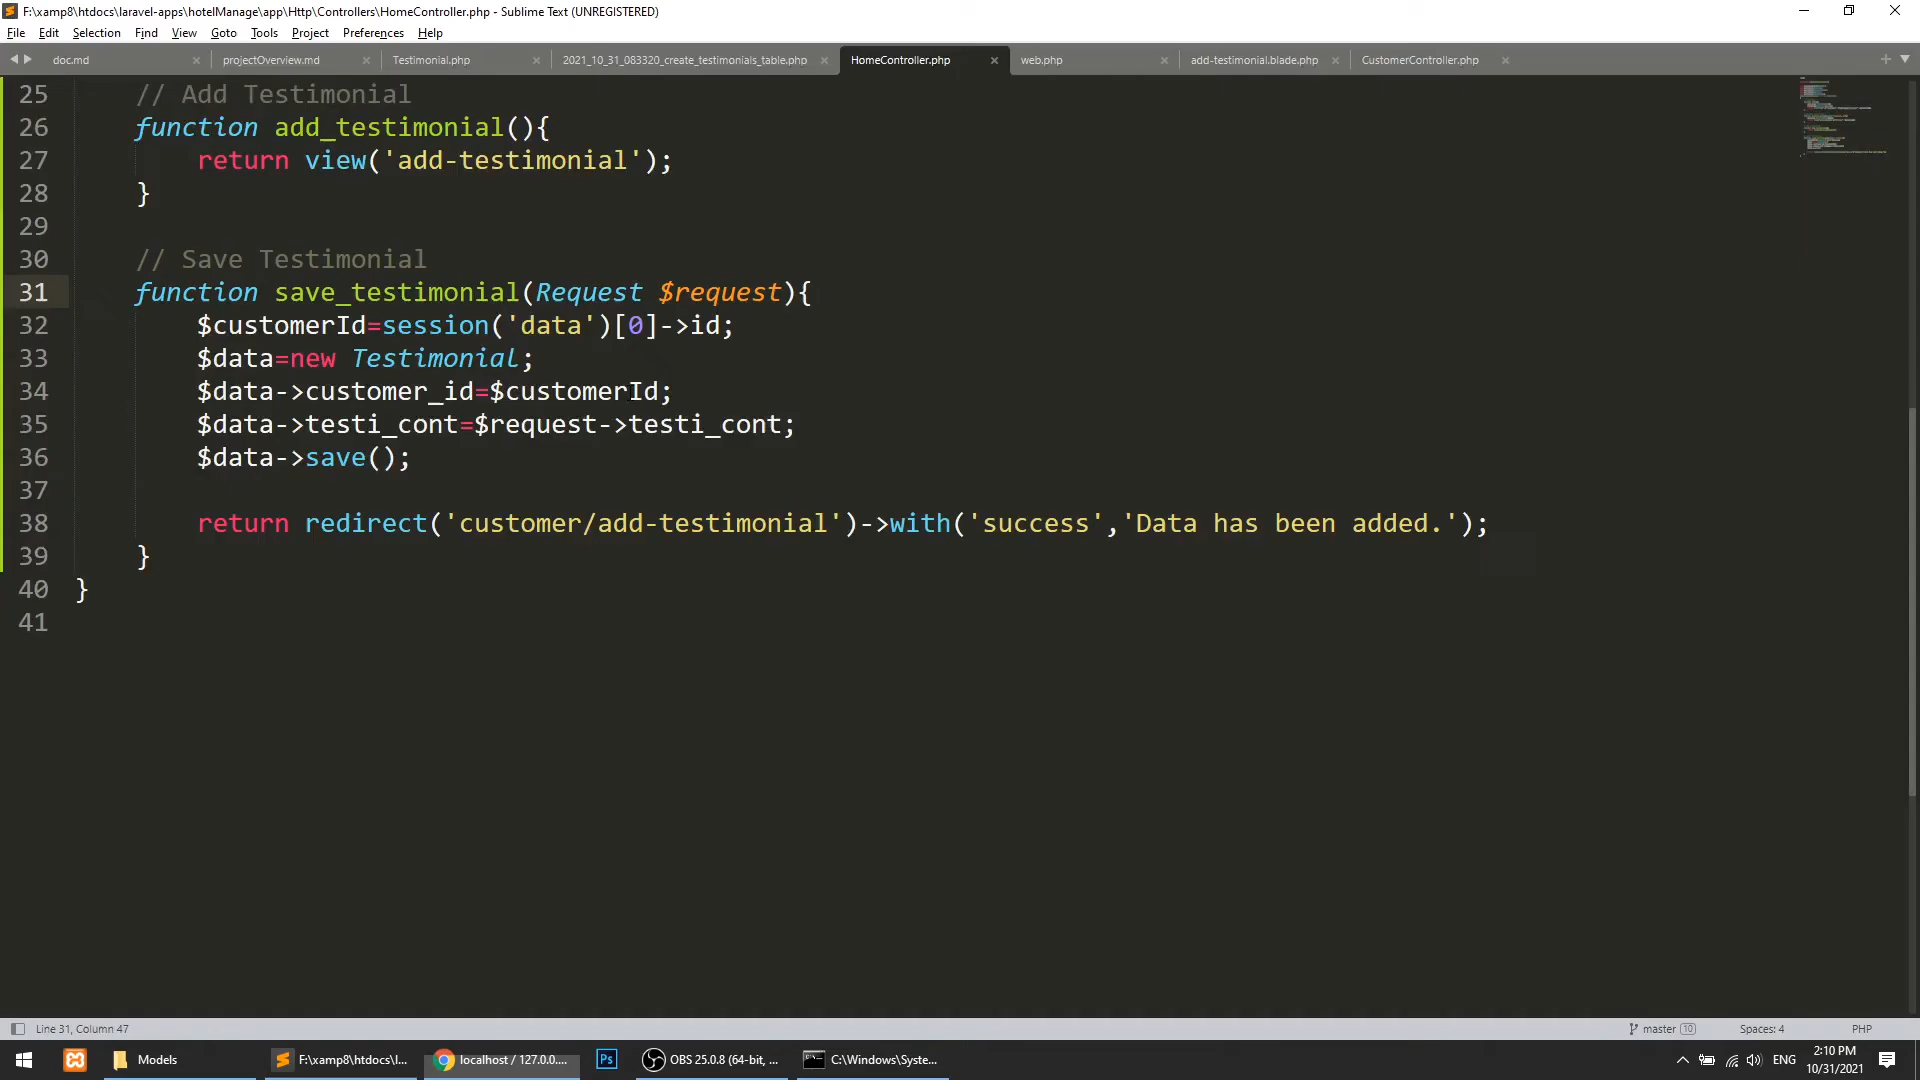 F:\xamp8\htdocs\laravel-apps\hotelManage\app\Http\Controllers\HomeController.php - Sublime Text (UNREGISTERED)
File Edit Selection Find View Goto Tools Project Preferences Help
doc.md projectOverview.md Testimonial.php 2021_10_31_083320_create_testimonials_table.php HomeController.php web.php add-testimonial.blade.php CustomerController.php
25 // Add Testimonial
26 function add_testimonial(){
27 return view('add-testimonial');
28 }
29
30 // Save Testimonial
31 function save_testimonial(Request $request){
32 $customerId=session('data')[0]->id;
33 $data=new Testimonial;
34 $data->customer_id=$customerId;
35 $data->testi_cont=$request->testi_cont;
36 $data->save();
37
38 return redirect('customer/add-testimonial')->with('success','Data has been added.');
39 }
40 }
41
Line 31, Column 47 master 10 Spaces: 4 PHP
Models F:\xamp8\htdocs\l... localhost / 127.0.0.... Ps OBS 25.0.8 (64-bit, ... C:\Windows\Syste... ENG 2:10 PM
10/31/2021